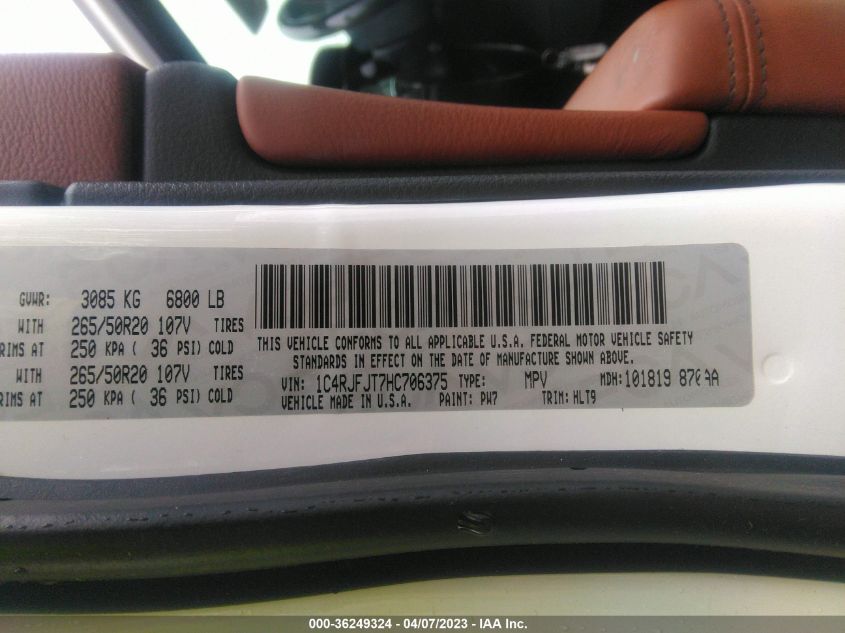 GVWR: 3085 KG 6800 LB
WITH 265/50R20 107V TIRES
RIMS AT 250 KPA ( 36 PSI) COLD
WITH 265/50R20 107V TIRES
RIMS AT 250 KPA ( 36 PSI) COLD
THIS VEHICLE CONFORMS TO ALL APPLICABLE U.S.A. FEDERAL MOTOR VEHICLE SAFETY
STANDARDS IN EFFECT ON THE DATE OF MANUFACTURE SHOWN ABOVE.
VIN: 1C4RJFJT7HC706375 TYPE: MPV MDH:101819
VEHICLE MADE IN U.S.A. PAINT: PW7 TRIM: HLT9
000-36249324 — 04/07/2023 — IAA Inc.